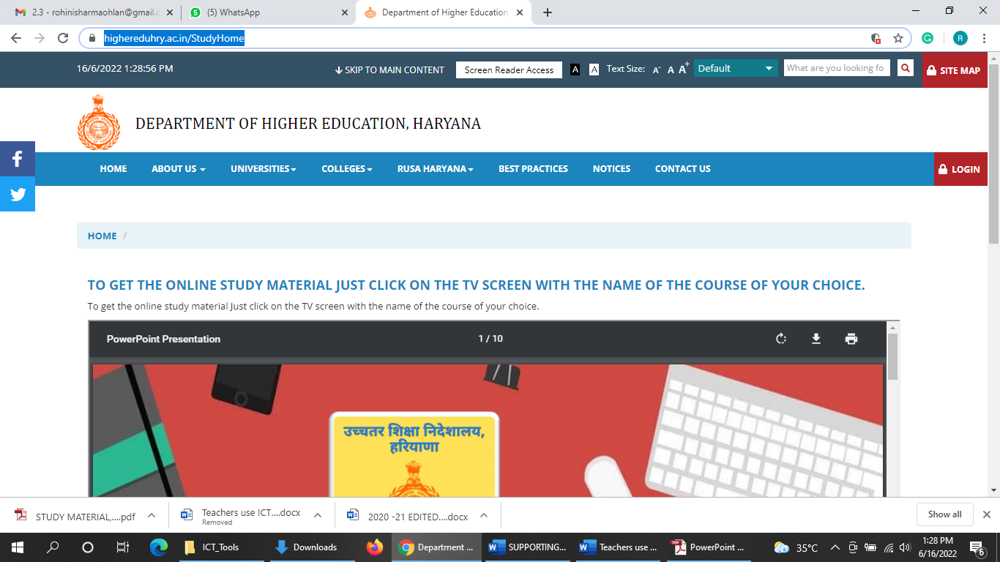 2.3 - rohinisharmaohlan@gmail.c
(5) WhatsApp
Department of Higher Education,
highereduhry.ac.in/StudyHome
R
16/6/2022 1:28:56 PM
SKIP TO MAIN CONTENT
Screen Reader Access
A
A
Text Size:
A-
A
A+
Default
What are you looking fo
SITE MAP
DEPARTMENT OF HIGHER EDUCATION, HARYANA
HOME
ABOUT US
UNIVERSITIES
COLLEGES
RUSA HARYANA
BEST PRACTICES
NOTICES
CONTACT US
LOGIN
HOME /
TO GET THE ONLINE STUDY MATERIAL JUST CLICK ON THE TV SCREEN WITH THE NAME OF THE COURSE OF YOUR CHOICE.
To get the online study material Just click on the TV screen with the name of the course of your choice.
PowerPoint Presentation
1 / 10
उच्चतर शिक्षा निदेशालय,
हरियाणा
STUDY MATERIAL,....pdf
Teachers use ICT....docx
Removed
2020 -21 EDITED....docx
Show all
ICT_Tools
Downloads
Department ...
SUPPORTING...
Teachers use ...
PowerPoint ...
35°C
1:28 PM
6/16/2022
6